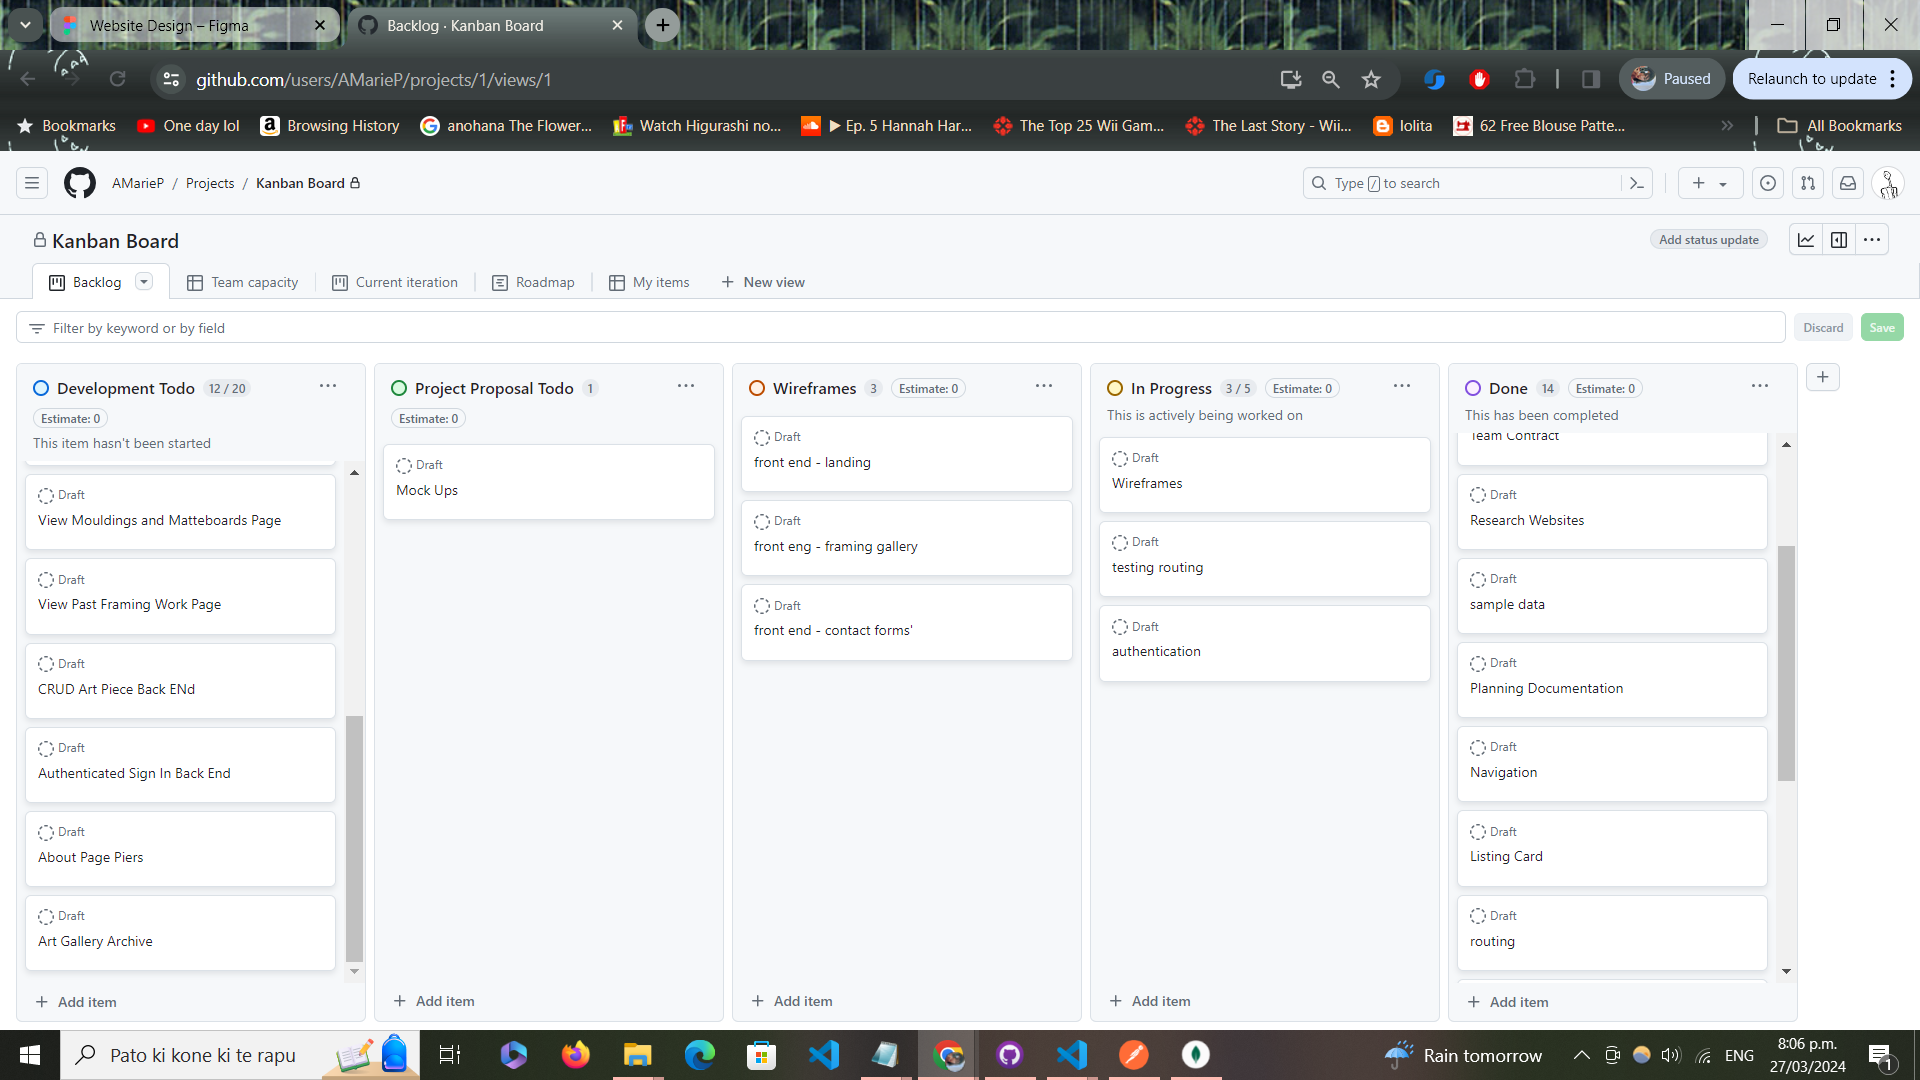 Website Design – Figma
Backlog · Kanban Board
github.com/users/AMarieP/projects/1/views/1
Paused
Relaunch to update
Bookmarks
One day lol
Browsing History
anohana The Flower...
Watch Higurashi no...
▶ Ep. 5 Hannah Har...
The Top 25 Wii Gam...
The Last Story - Wii...
lolita
62 Free Blouse Patte...
»
All Bookmarks
AMarieP / Projects / Kanban Board
Type / to search
Kanban Board
Add status update
Backlog
Team capacity
Current iteration
Roadmap
My items
New view
Filter by keyword or by field
Discard
Save
Development Todo 12 / 20
Estimate: 0
This item hasn't been started
Draft
View Mouldings and Matteboards Page
Draft
View Past Framing Work Page
Draft
CRUD Art Piece Back ENd
Draft
Authenticated Sign In Back End
Draft
About Page Piers
Draft
Art Gallery Archive
Add item
Project Proposal Todo 1
Estimate: 0
Draft
Mock Ups
Add item
Wireframes 3 Estimate: 0
Draft
front end - landing
Draft
front eng - framing gallery
Draft
front end - contact forms'
Add item
In Progress 3 / 5 Estimate: 0
This is actively being worked on
Draft
Wireframes
Draft
testing routing
Draft
authentication
Add item
Done 14 Estimate: 0
This has been completed
Team Contract
Draft
Research Websites
Draft
sample data
Draft
Planning Documentation
Draft
Navigation
Draft
Listing Card
Draft
routing
Add item
Pato ki kone ki te rapu
Rain tomorrow
ENG
8:06 p.m.
27/03/2024
1